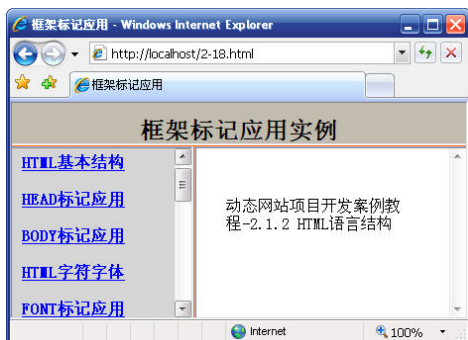 框架标记应用 - Windows Internet Explorer
http://localhost/2-18.html
框架标记应用
框架标记应用实例
HTML基本结构
HEAD标记应用
BODY标记应用
HTML字符字体
FONT标记应用
动态网站项目开发案例教
程-2.1.2 HTML语言结构
Internet
100%